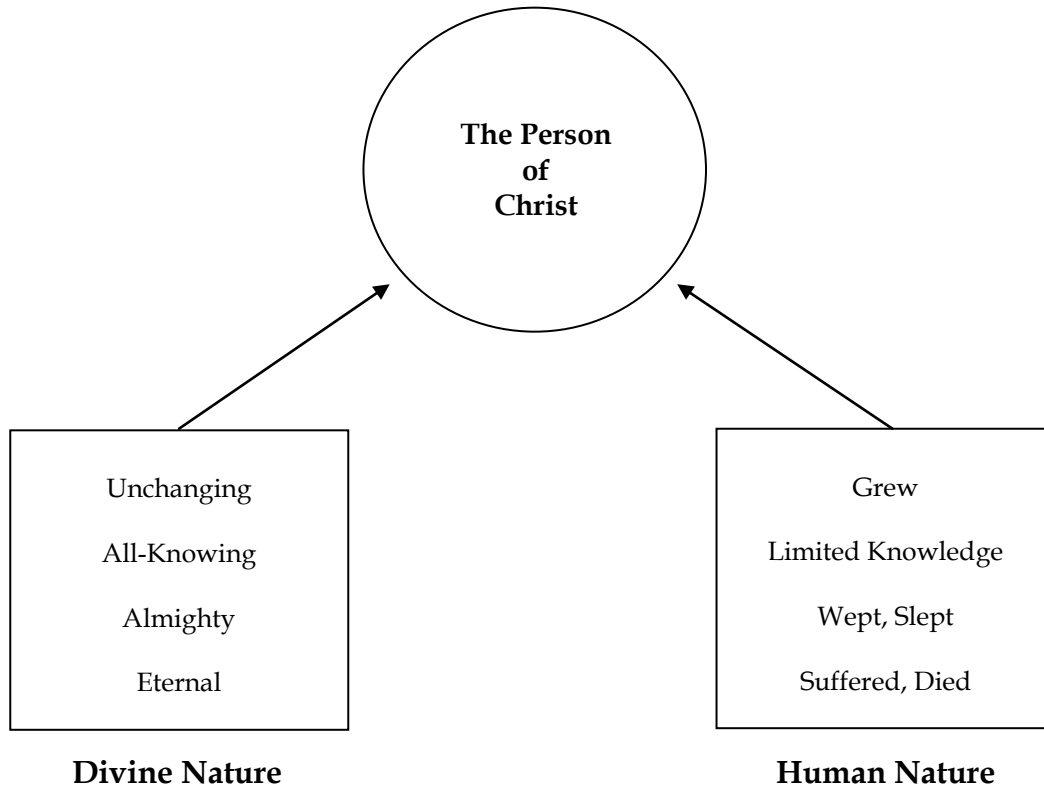 The Person
of
Christ
Unchanging
All-Knowing
Almighty
Eternal
Divine Nature
Grew
Limited Knowledge
Wept, Slept
Suffered, Died
Human Nature